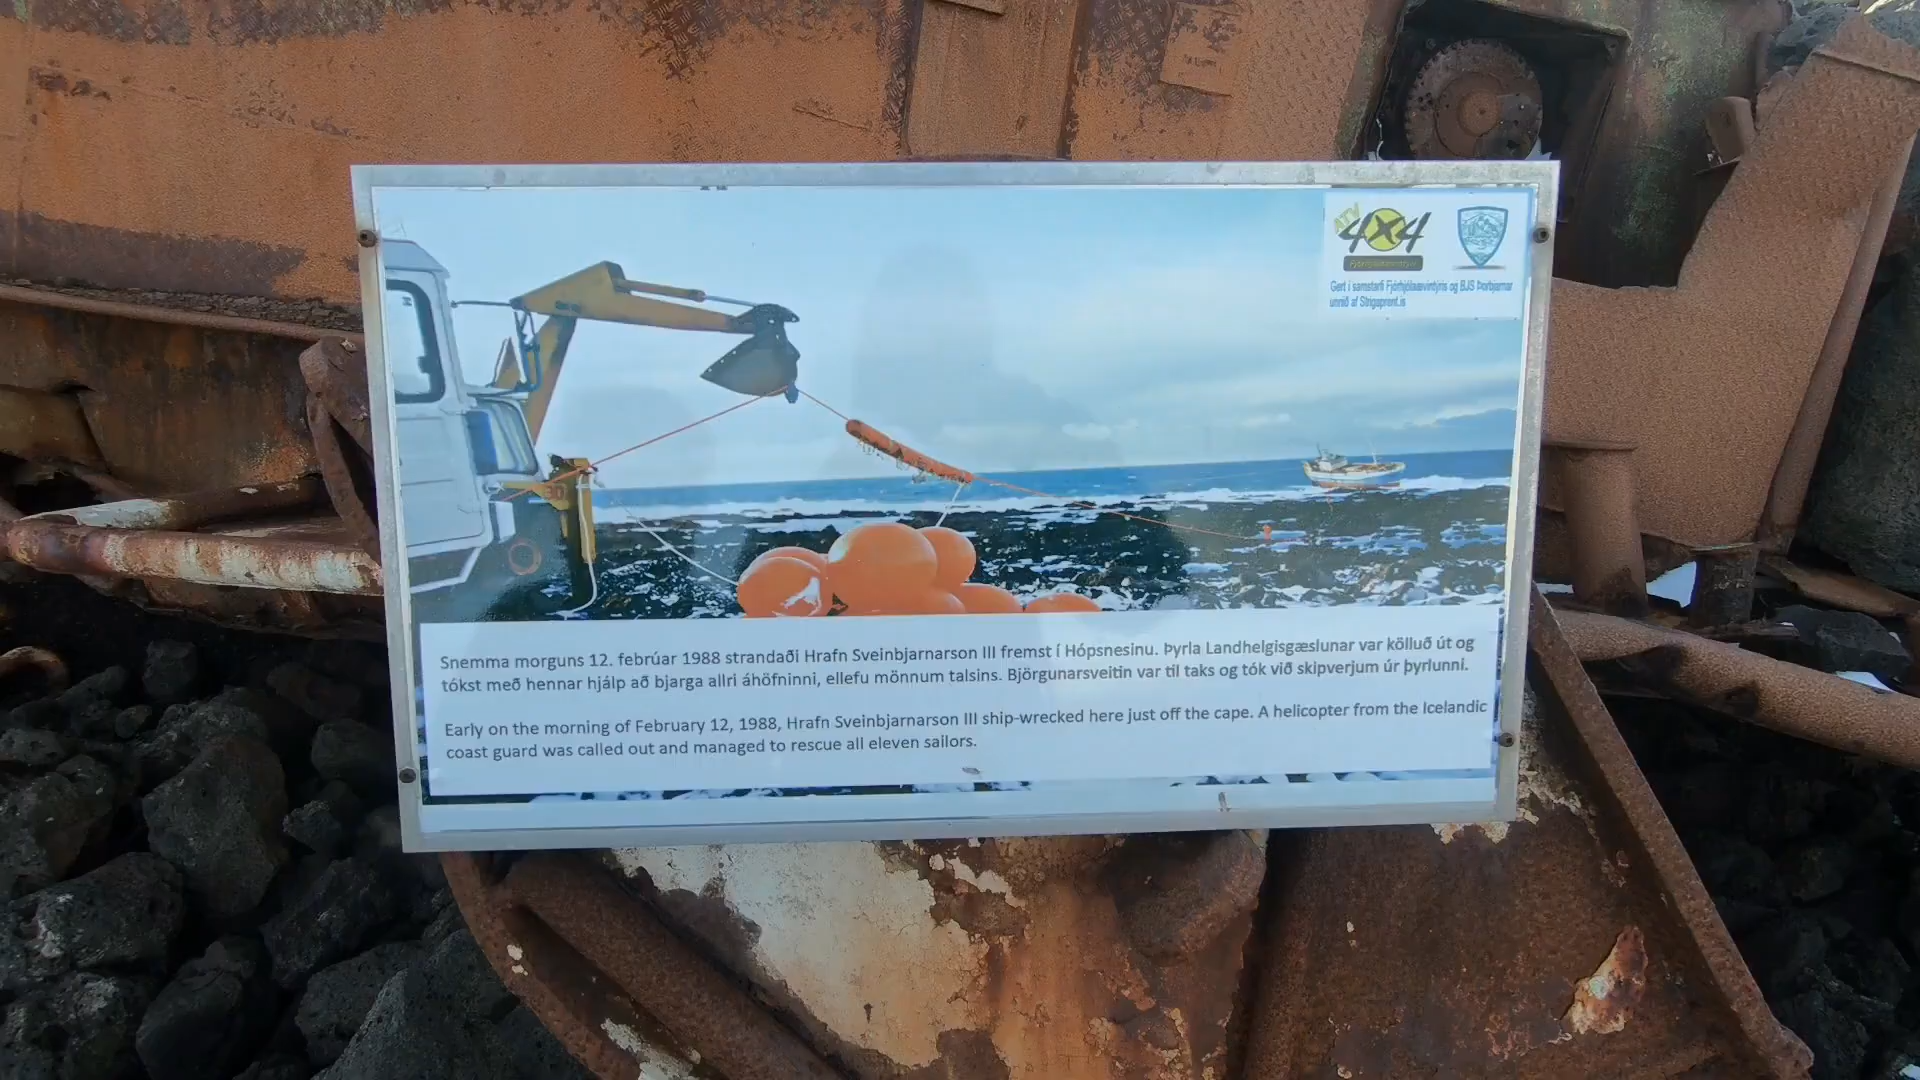 ATV
4x4
Gert í samstarfi Fjórhjólaævintýris og BJS Þorbjarnar
unnið af Strigaprent.is
30
Snemma morguns 12. febrúar 1988 strandaði Hrafn Sveinbjarnarson III fremst í Hópsnesinu. Þyrla Landhelgisgæslunar var kölluð út og
tókst með hennar hjálp að bjarga allri áhöfninni, ellefu mönnum talsins. Björgunarsveitin var til taks og tók við skipverjum úr þyrlunni.
Early on the morning of February 12, 1988, Hrafn Sveinbjarnarson III ship-wrecked here just off the cape. A helicopter from the Icelandic
coast guard was called out and managed to rescue all eleven sailors.